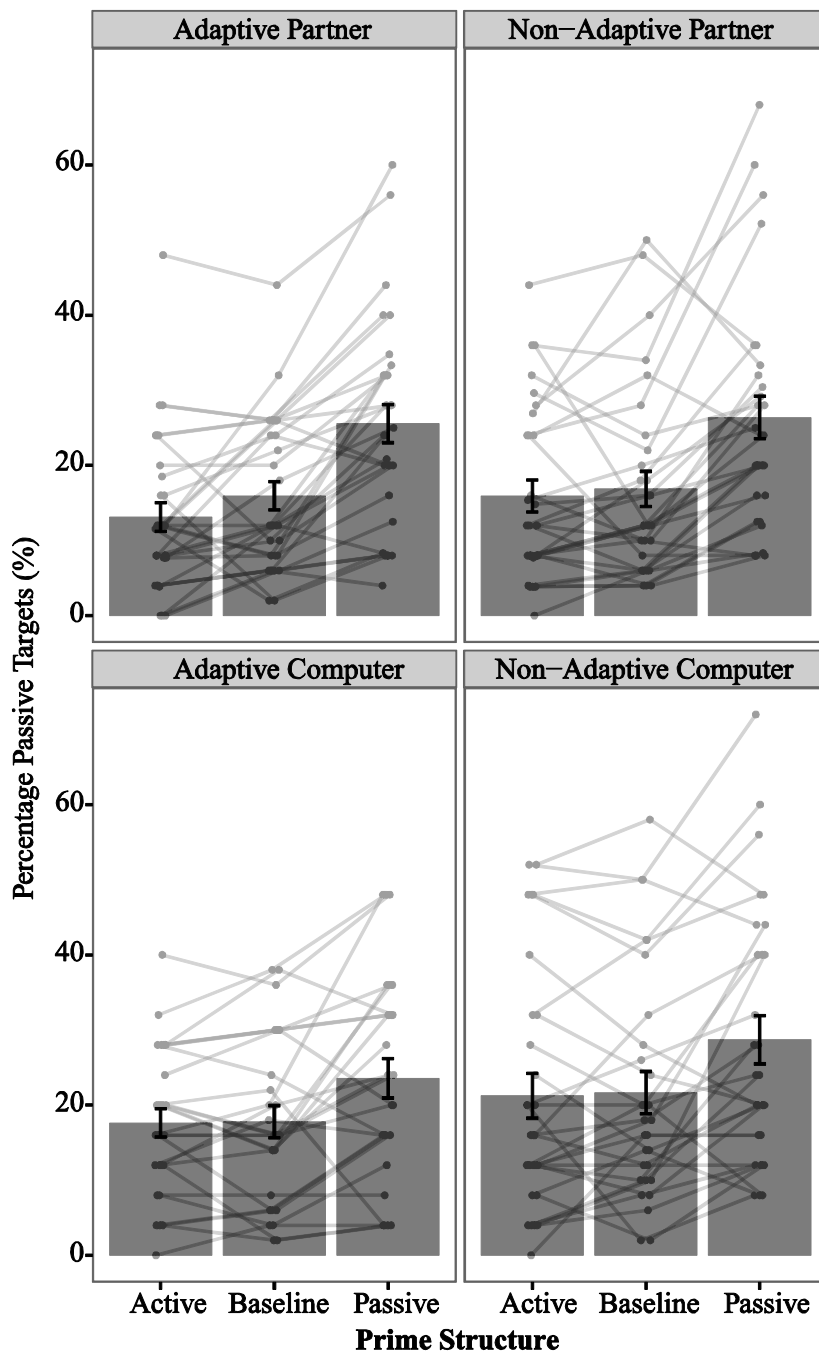 Adaptive Partner
Non−Adaptive Partner
60
40
20
0
Adaptive Computer
Non−Adaptive Computer
60
40
20
0
Percentage Passive Targets (%)
Active Baseline Passive
Active Baseline Passive
Prime Structure